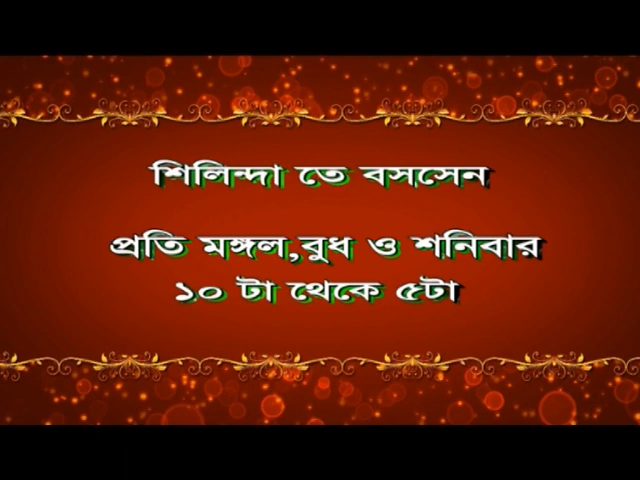 শিলিন্দা তে বসসেন
প্রতি মঙ্গল,বুধ ও শনিবার
১০ টা থেকে ৫টা